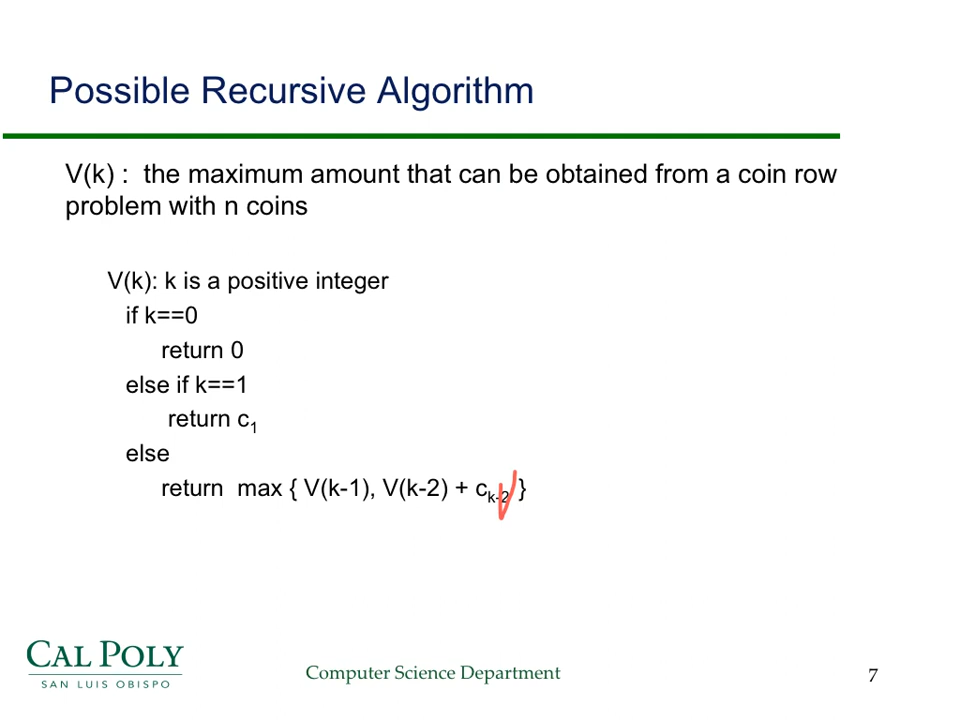 Possible Recursive Algorithm
V(k) : the maximum amount that can be obtained from a coin row
problem with n coins
V(k): k is a positive integer
if k==0
return 0
else if k==1
return c1
else
return max { V(k-1), V(k-2) + ck-2 }
CAL POLY
SAN LUIS OBISPO
Computer Science Department
7